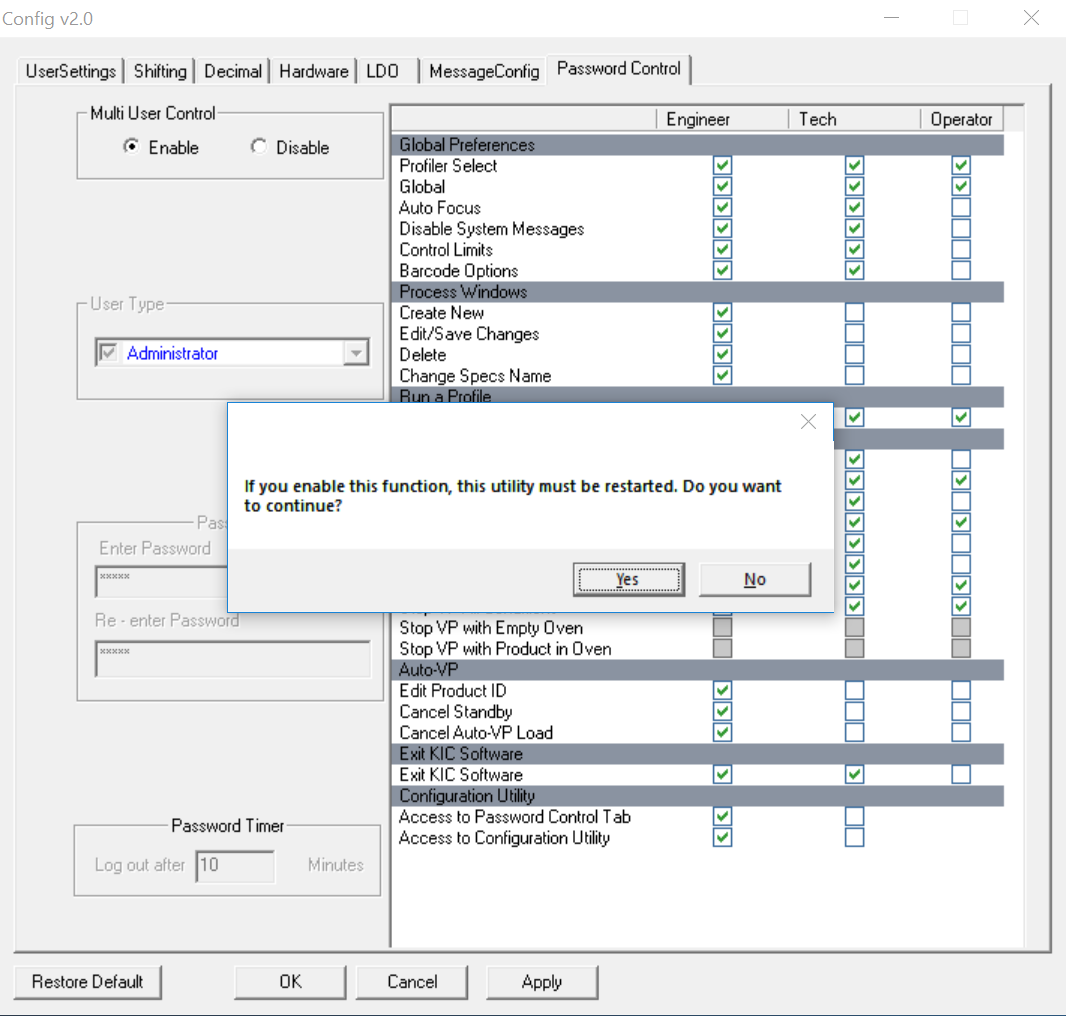 Config v2.0
UserSettings Shifting Decimal Hardware LDO MessageConfig Password Control
Multi User Control
Enable Disable
User Type
Administrator
Pas
Enter Password
*****
Re - enter Password
*****
Password Timer
Log out after 10 Minutes
Engineer Tech Operator
Global Preferences
Profiler Select
Global
Auto Focus
Disable System Messages
Control Limits
Barcode Options
Process Windows
Create New
Edit/Save Changes
Delete
Change Specs Name
Run a Profile
If you enable this function, this utility must be restarted. Do you want
to continue?
Yes No
Stop VP with Empty Oven
Stop VP with Product in Oven
Auto-VP
Edit Product ID
Cancel Standby
Cancel Auto-VP Load
Exit KIC Software
Exit KIC Software
Configuration Utility
Access to Password Control Tab
Access to Configuration Utility
Restore Default OK Cancel Apply